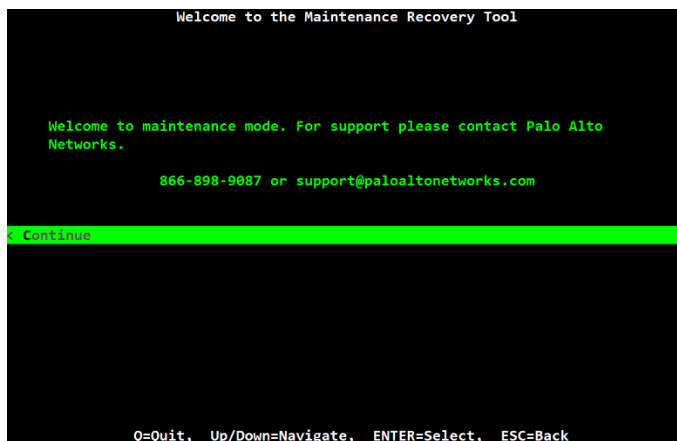 Welcome to the Maintenance Recovery Tool
Welcome to maintenance mode. For support please contact Palo Alto
Networks.
866-898-9087 or support@paloaltonetworks.com
< Continue
Q=Quit, Up/Down=Navigate, ENTER=Select, ESC=Back